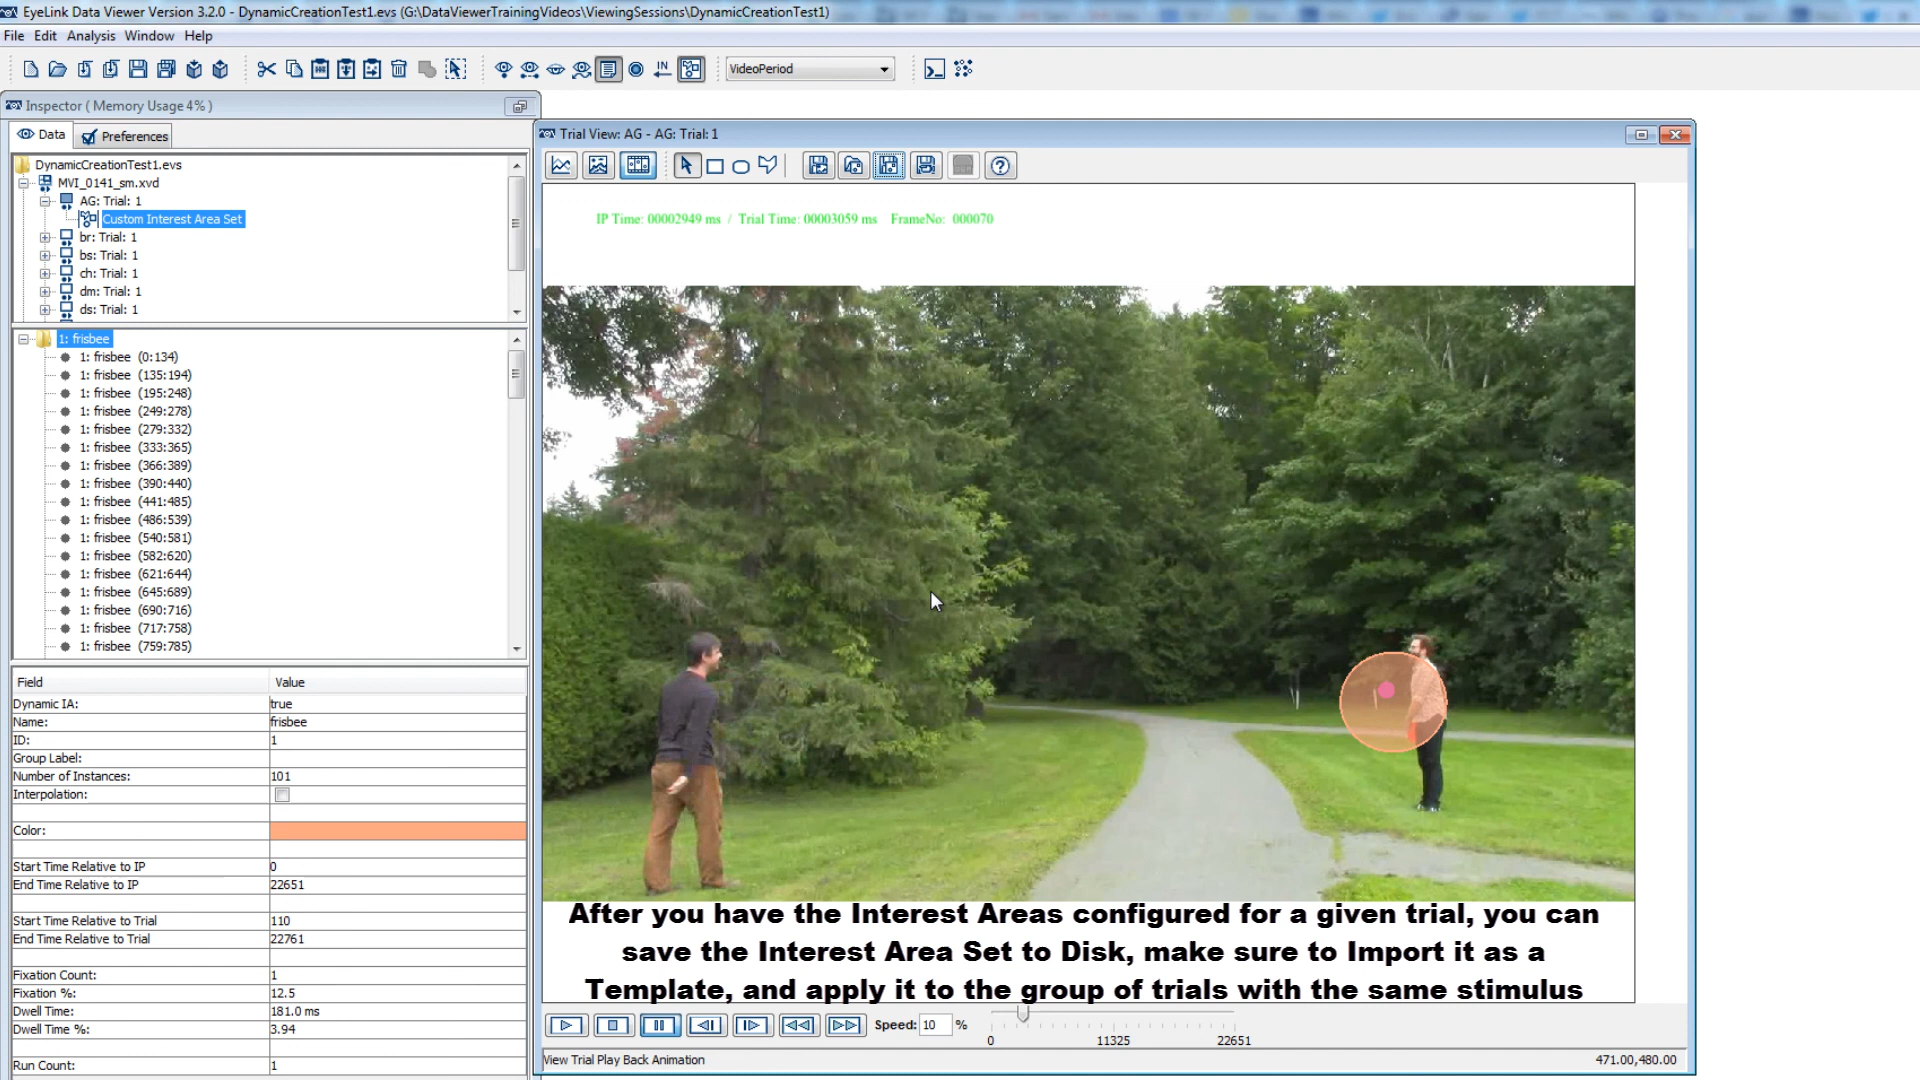 EyeLink Data Viewer Version 3.2.0 - DynamicCreationTest1.evs (G:\DataViewerTrainingVideos\ViewingSessions\DynamicCreationTest1)
File Edit Analysis Window Help
IN
VideoPeriod
Inspector ( Memory Usage 4% )
Data Preferences
DynamicCreationTest1.evs
MVI_0141_sm.xvd
AG: Trial: 1
Custom Interest Area Set
br: Trial: 1
bs: Trial: 1
ch: Trial: 1
dm: Trial: 1
ds: Trial: 1
1: frisbee
1: frisbee (0:134)
1: frisbee (135:194)
1: frisbee (195:248)
1: frisbee (249:278)
1: frisbee (279:332)
1: frisbee (333:365)
1: frisbee (366:389)
1: frisbee (390:440)
1: frisbee (441:485)
1: frisbee (486:539)
1: frisbee (540:581)
1: frisbee (582:620)
1: frisbee (621:644)
1: frisbee (645:689)
1: frisbee (690:716)
1: frisbee (717:758)
1: frisbee (759:785)
Field Value
Dynamic IA: true
Name: frisbee
ID: 1
Group Label:
Number of Instances: 101
Interpolation:
Color:
Start Time Relative to IP 0
End Time Relative to IP 22651
Start Time Relative to Trial 110
End Time Relative to Trial 22761
Fixation Count: 1
Fixation %: 12.5
Dwell Time: 181.0 ms
Dwell Time %: 3.94
Run Count: 1
Trial View: AG - AG: Trial: 1
IP Time: 00002949 ms / Trial Time: 00003059 ms FrameNo: 000070
After you have the Interest Areas configured for a given trial, you can
save the Interest Area Set to Disk, make sure to Import it as a
Template, and apply it to the group of trials with the same stimulus
Speed: 10 %
0 11325 22651
View Trial Play Back Animation 471.00,480.00